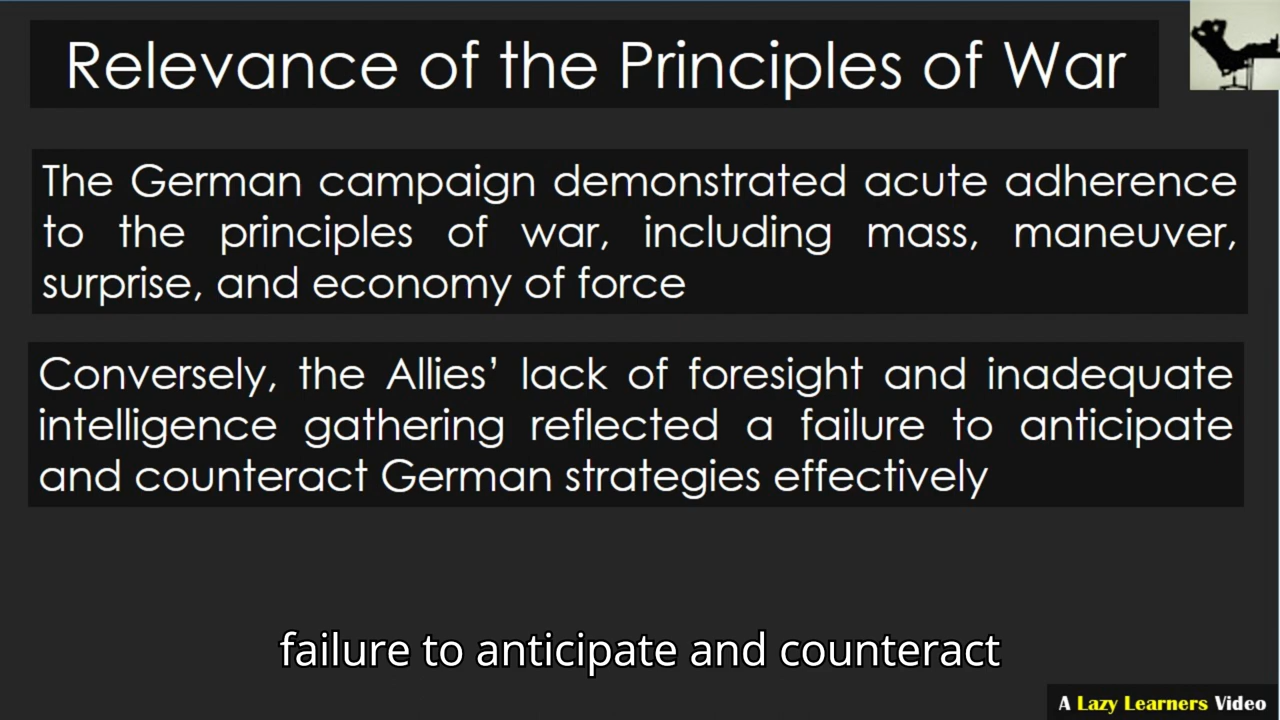 Relevance of the Principles of War
The German campaign demonstrated acute adherence
to the principles of war, including mass, maneuver,
surprise, and economy of force
Conversely, the Allies’ lack of foresight and inadequate
intelligence gathering reflected a failure to anticipate
and counteract German strategies effectively
failure to anticipate and counteract
A Lazy Learners Video